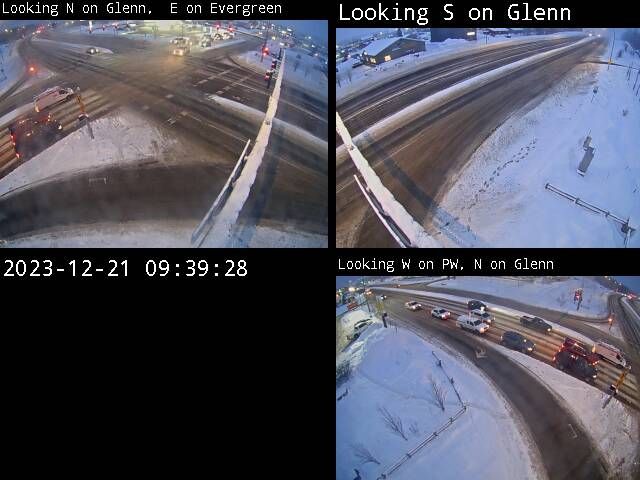 Looking N on Glenn, E on Evergreen
Looking S on Glenn
2023-12-21 09:39:28
Looking W on PW, N on Glenn